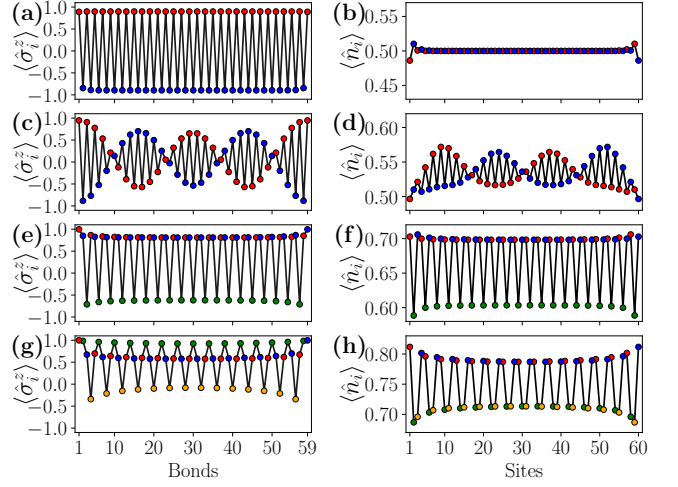 (a) (b)
1.0
0.5
0.0
−0.5
−1.0
⟨σ̂ᵢᶻ⟩
0.55
0.50
0.45
⟨n̂ᵢ⟩
(c) (d)
1.0
0.5
0.0
−0.5
−1.0
⟨σ̂ᵢᶻ⟩
0.60
0.55
0.50
⟨n̂ᵢ⟩
(e) (f)
1.0
0.5
0.0
−0.5
−1.0
⟨σ̂ᵢᶻ⟩
0.70
0.65
0.60
⟨n̂ᵢ⟩
(g) (h)
1.0
0.5
0.0
−0.5
−1.0
⟨σ̂ᵢᶻ⟩
0.80
0.70
⟨n̂ᵢ⟩
1 10 20 30 40 50 59
Bonds
1 10 20 30 40 50 60
Sites